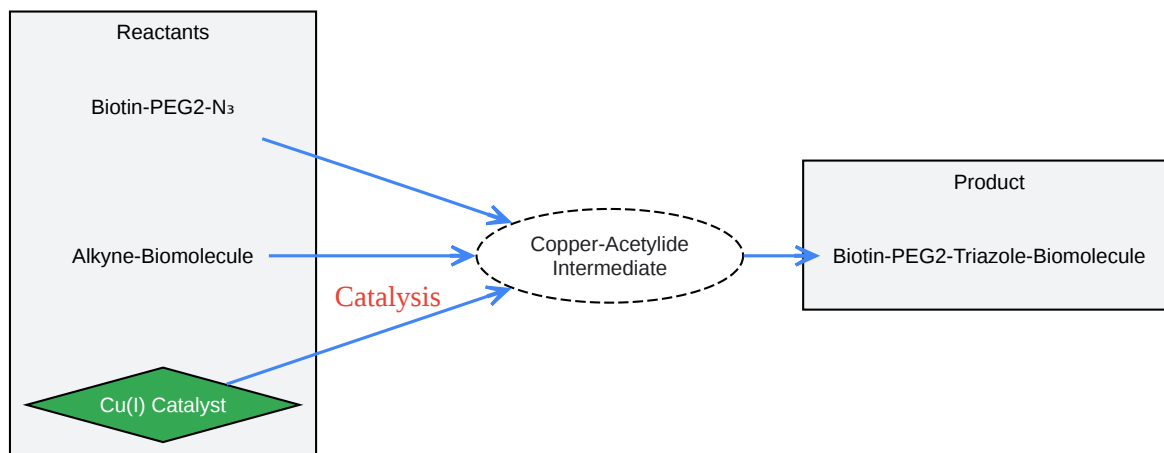 Reactants
Biotin-PEG2-N₃
Alkyne-Biomolecule
Cu(I) Catalyst
Catalysis
Copper-Acetylide
Intermediate
Product
Biotin-PEG2-Triazole-Biomolecule